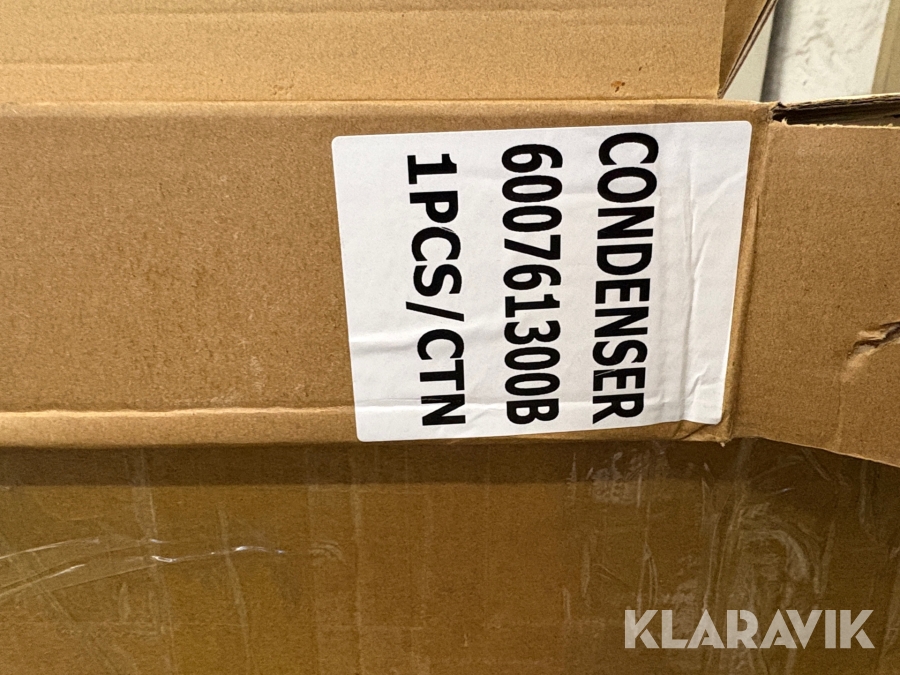 CONDENSER
600761300B
1PCS/CTN
KLARAVIK